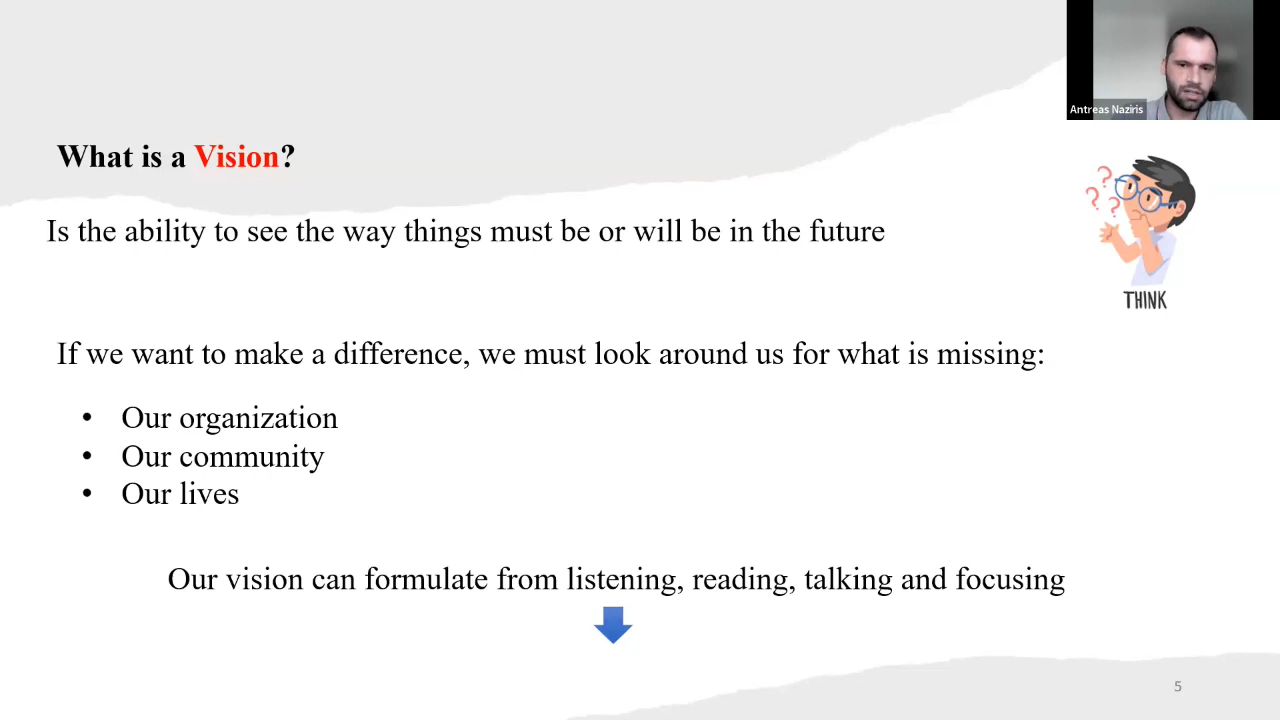 Antreas Naziris
What is a Vision?
Is the ability to see the way things must be or will be in the future
THINK
If we want to make a difference, we must look around us for what is missing:
• Our organization
• Our community
• Our lives
Our vision can formulate from listening, reading, talking and focusing
5